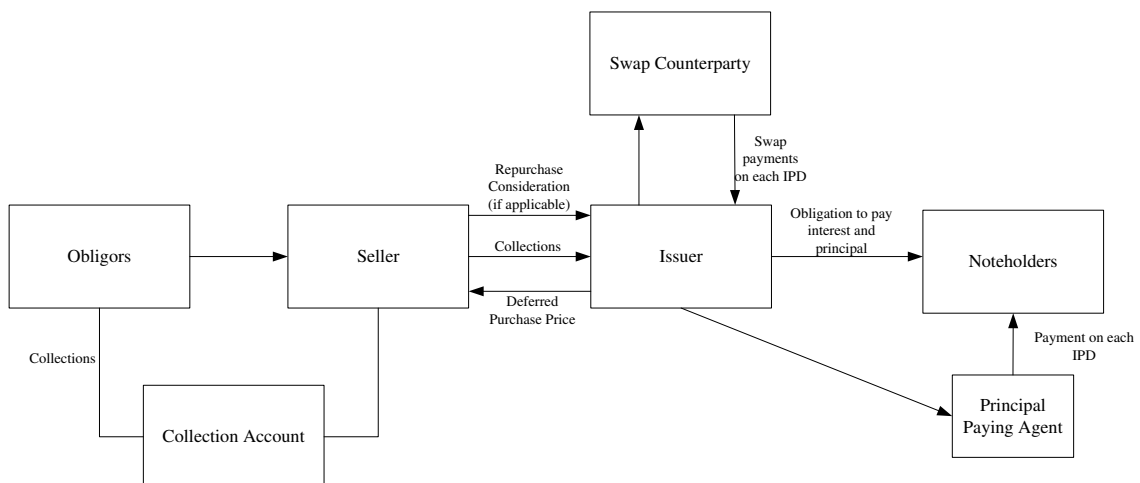 Swap Counterparty
Swap
payments
on each IPD
Repurchase
Consideration
(if applicable)
Obligation to pay
interest and
principal
Obligors
Seller
Collections
Issuer
Noteholders
Deferred
Purchase Price
Collections
Payment on each
IPD
Principal
Paying Agent
Collection Account